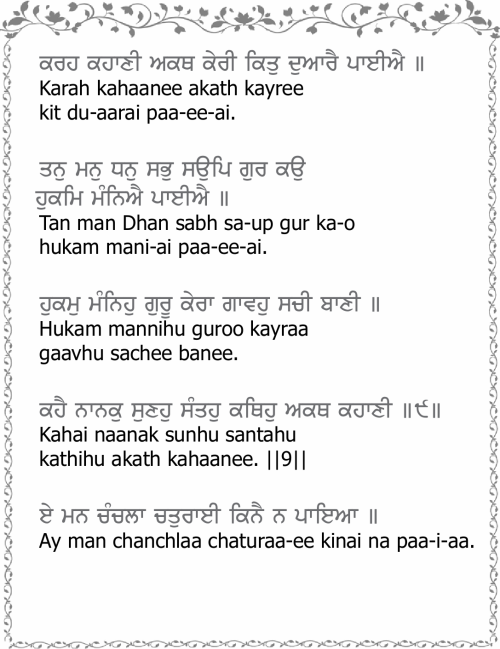 ਕਰਹ ਕਹਾਣੀ ਅਕਥ ਕੇਰੀ ਕਿਤੁ ਦੁਆਰੈ ਪਾਈਐ ॥
Karah kahaanee akath kayree
kit du-aarai paa-ee-ai.
ਤਨੁ ਮਨੁ ਧਨੁ ਸਭੁ ਸਉਪਿ ਗੁਰ ਕਉ
ਹੁਕਮਿ ਮੰਨਿਐ ਪਾਈਐ ॥
Tan man Dhan sabh sa-up gur ka-o
hukam mani-ai paa-ee-ai.
ਹੁਕਮੁ ਮੰਨਿਹੁ ਗੁਰੂ ਕੇਰਾ ਗਾਵਹੁ ਸਚੀ ਬਾਣੀ ॥
Hukam mannihu guroo kayraa
gaavhu sachee banee.
ਕਹੈ ਨਾਨਕੁ ਸੁਣਹੁ ਸੰਤਹੁ ਕਥਿਹੁ ਅਕਥ ਕਹਾਣੀ ॥੯॥
Kahai naanak sunhu santahu
kathihu akath kahaanee. ||9||
ਏ ਮਨ ਚੰਚਲਾ ਚਤੁਰਾਈ ਕਿਨੈ ਨ ਪਾਇਆ ॥
Ay man chanchlaa chaturaa-ee kinai na paa-i-aa.